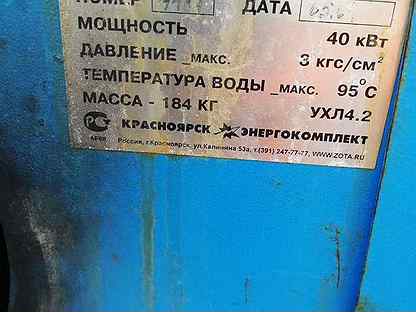 НОМЕР ДАТА
МОЩНОСТЬ 40 кВт
ДАВЛЕНИЕ _МАКС. 3 кгс/см²
ТЕМПЕРАТУРА ВОДЫ _МАКС. 95°С
МАССА - 184 КГ УХЛ4.2
КРАСНОЯРСК ЭНЕРГОКОМПЛЕКТ
Россия, г.Красноярск, ул.Калинина 53а, т.(391) 247-77-77, WWW.ZOTA.RU